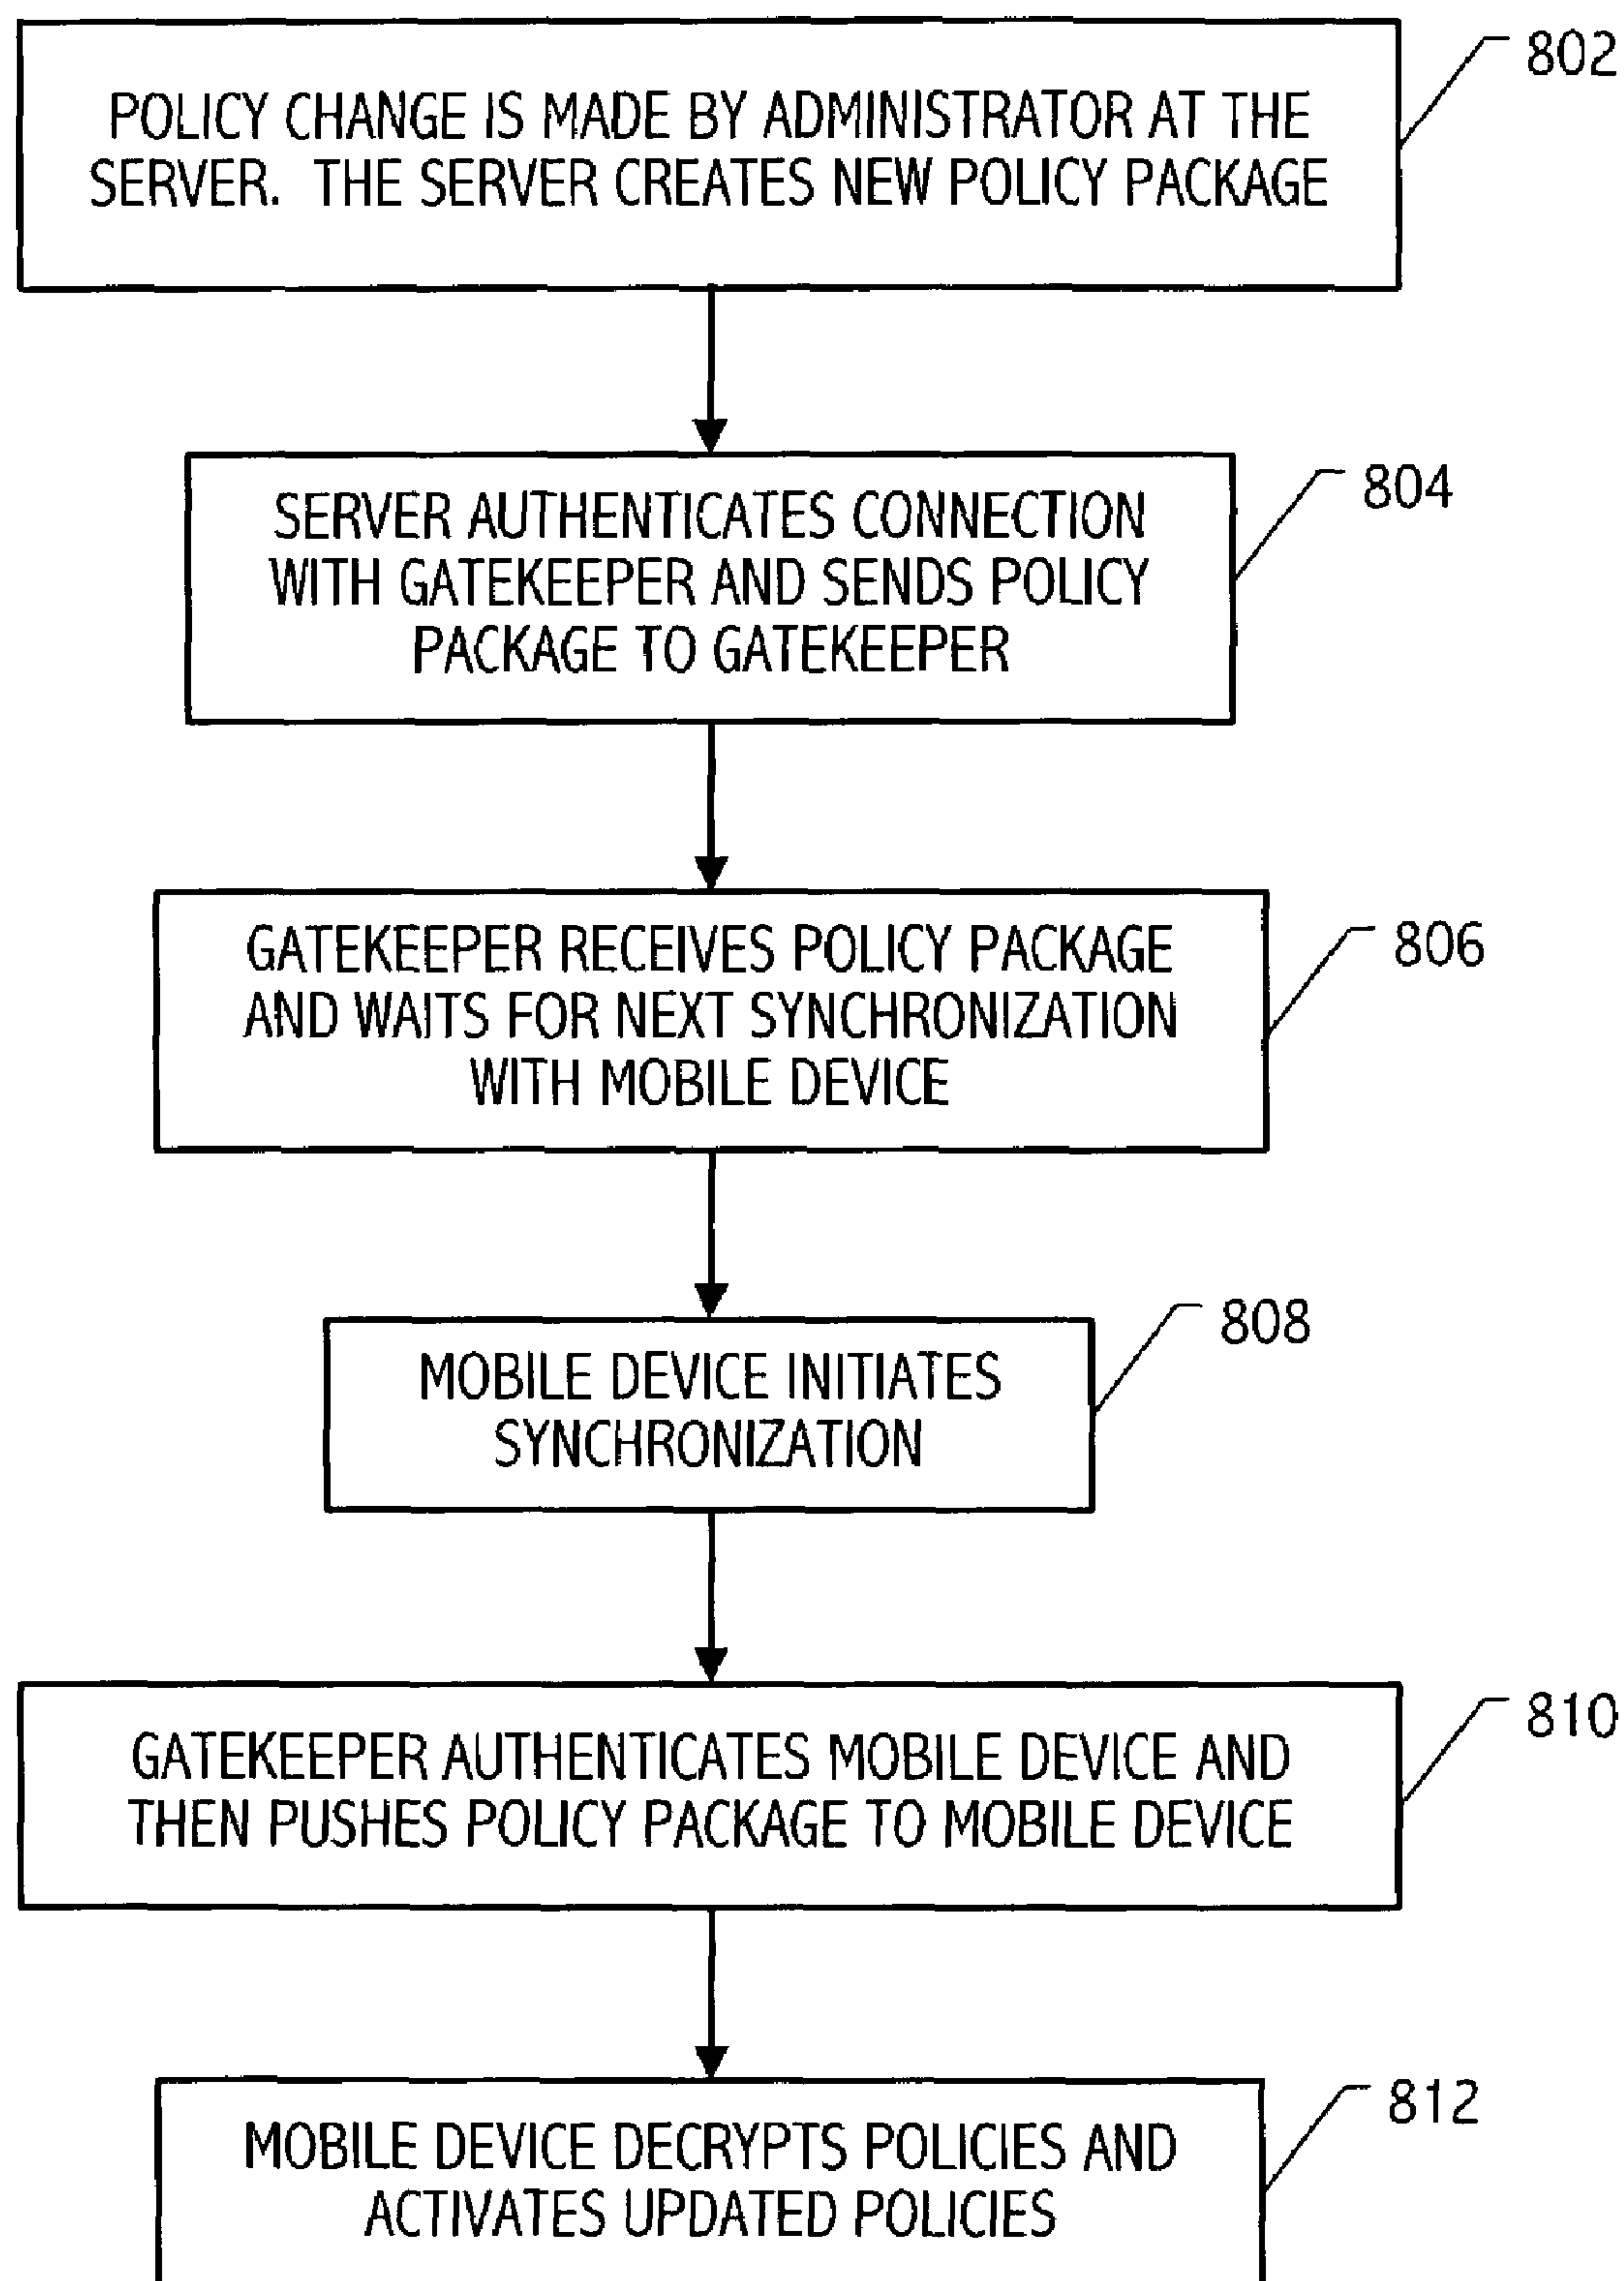 POLICY CHANGE IS MADE BY ADMINISTRATOR AT THE
SERVER. THE SERVER CREATES NEW POLICY PACKAGE
802
SERVER AUTHENTICATES CONNECTION
WITH GATEKEEPER AND SENDS POLICY
PACKAGE TO GATEKEEPER
804
GATEKEEPER RECEIVES POLICY PACKAGE
AND WAITS FOR NEXT SYNCHRONIZATION
WITH MOBILE DEVICE
806
MOBILE DEVICE INITIATES
SYNCHRONIZATION
808
GATEKEEPER AUTHENTICATES MOBILE DEVICE AND
THEN PUSHES POLICY PACKAGE TO MOBILE DEVICE
810
MOBILE DEVICE DECRYPTS POLICIES AND
ACTIVATES UPDATED POLICIES
812